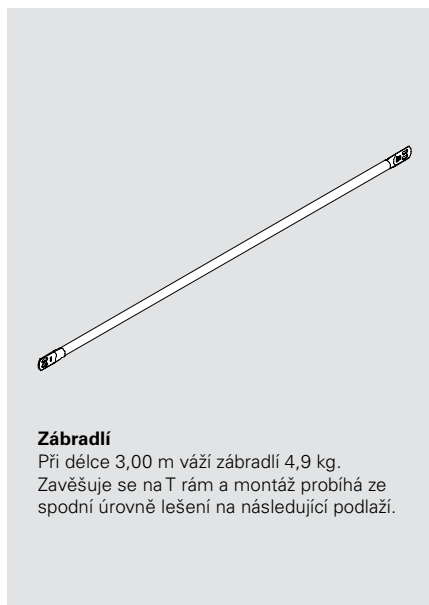 Zábradlí
Při délce 3,00 m váží zábradlí 4,9 kg.
Zavěšuje se na T rám a montáž probíhá ze
spodní úrovně lešení na následující podlaží.